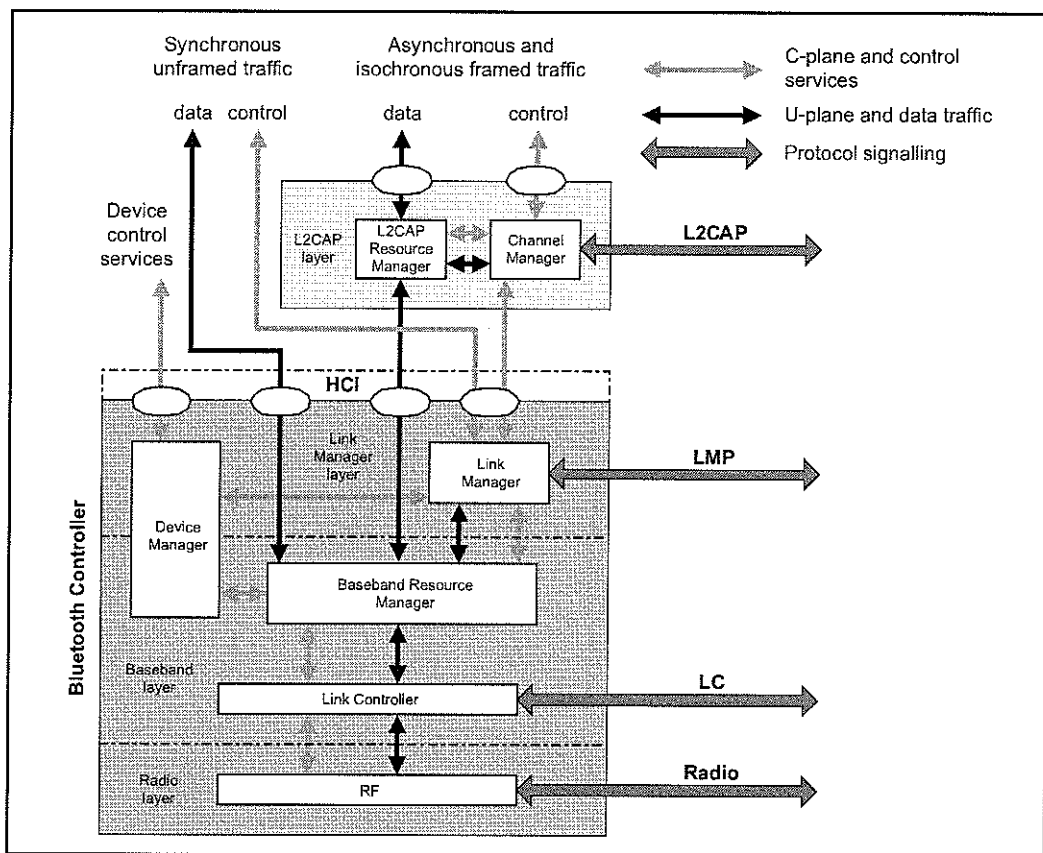 Synchronous
unframed traffic
Asynchronous and
isochronous framed traffic
C-plane and control
services
U-plane and data traffic
Protocol signalling
data
control
data
control
Device
control
services
L2CAP
layer
L2CAP
Resource
Manager
Channel
Manager
L2CAP
HCI
Link
Manager
layer
Link
Manager
LMP
Device
Manager
Bluetooth Controller
Baseband Resource
Manager
Baseband
layer
Link Controller
LC
Radio
layer
RF
Radio